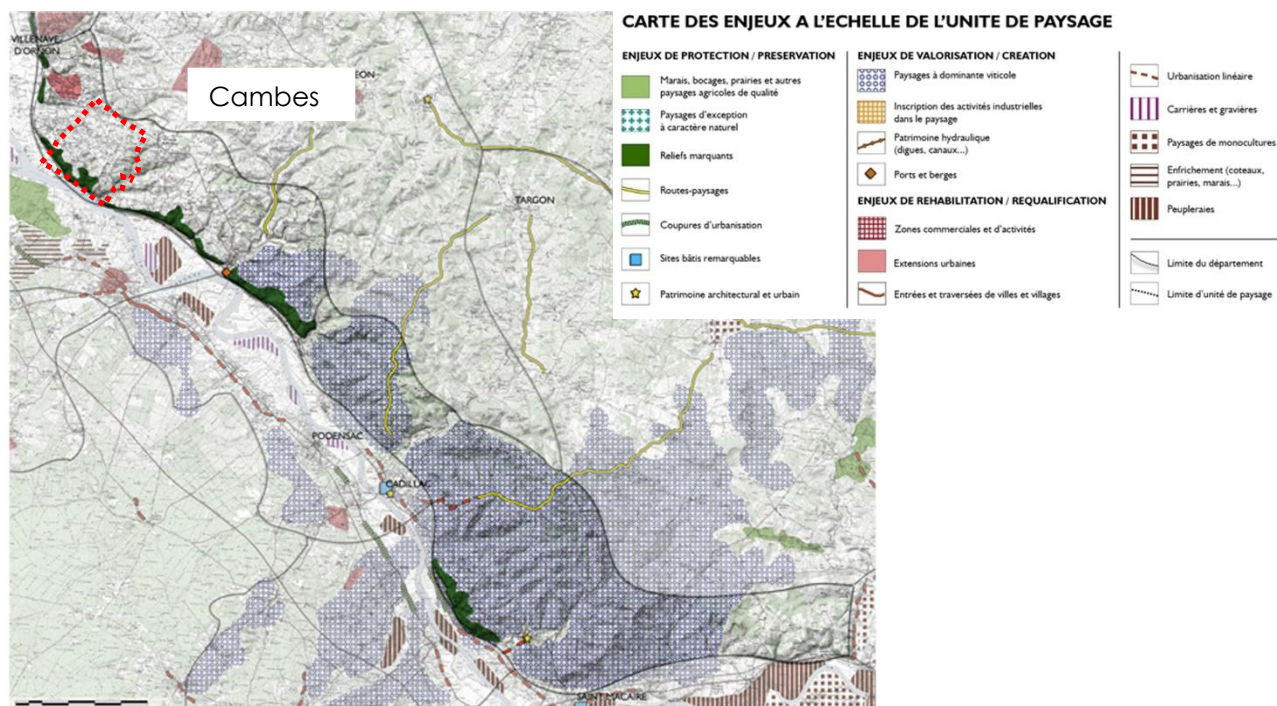 VILLENAVE
D'ORNON
EON
Cambes
TARGON
PODENSAC
CADILLAC
SAINT-MACAIRE
CARTE DES ENJEUX A L'ECHELLE DE L'UNITE DE PAYSAGE
ENJEUX DE PROTECTION / PRESERVATION
Marais, bocages, prairies et autres
paysages agricoles de qualité
Paysages d'exception
à caractère naturel
Reliefs marquants
Routes-paysages
Coupures d'urbanisation
Sites bâtis remarquables
Patrimoine architectural et urbain
ENJEUX DE VALORISATION / CREATION
Paysages à dominante viticole
Inscription des activités industrielles
dans le paysage
Patrimoine hydraulique
(digues, canaux...)
Ports et berges
ENJEUX DE REHABILITATION / REQUALIFICATION
Zones commerciales et d'activités
Extensions urbaines
Entrées et traversées de villes et villages
Urbanisation linéaire
Carrières et gravières
Paysages de monocultures
Enfrichement (coteaux,
prairies, marais...)
Peupleraies
Limite du département
Limite d'unité de paysage